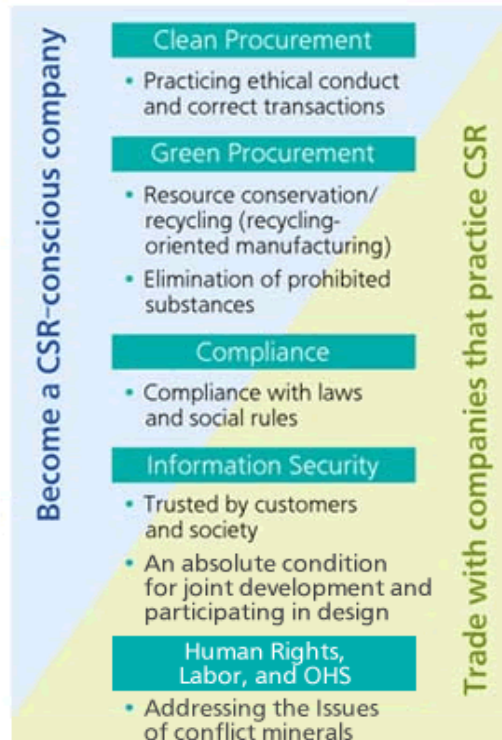 Become a CSR-conscious company
Clean Procurement
• Practicing ethical conduct
and correct transactions
Green Procurement
• Resource conservation/
recycling (recycling-
oriented manufacturing)
• Elimination of prohibited
substances
Compliance
• Compliance with laws
and social rules
Information Security
• Trusted by customers
and society
• An absolute condition
for joint development and
participating in design
Human Rights,
Labor, and OHS
• Addressing the Issues
of conflict minerals
Trade with companies that practice CSR